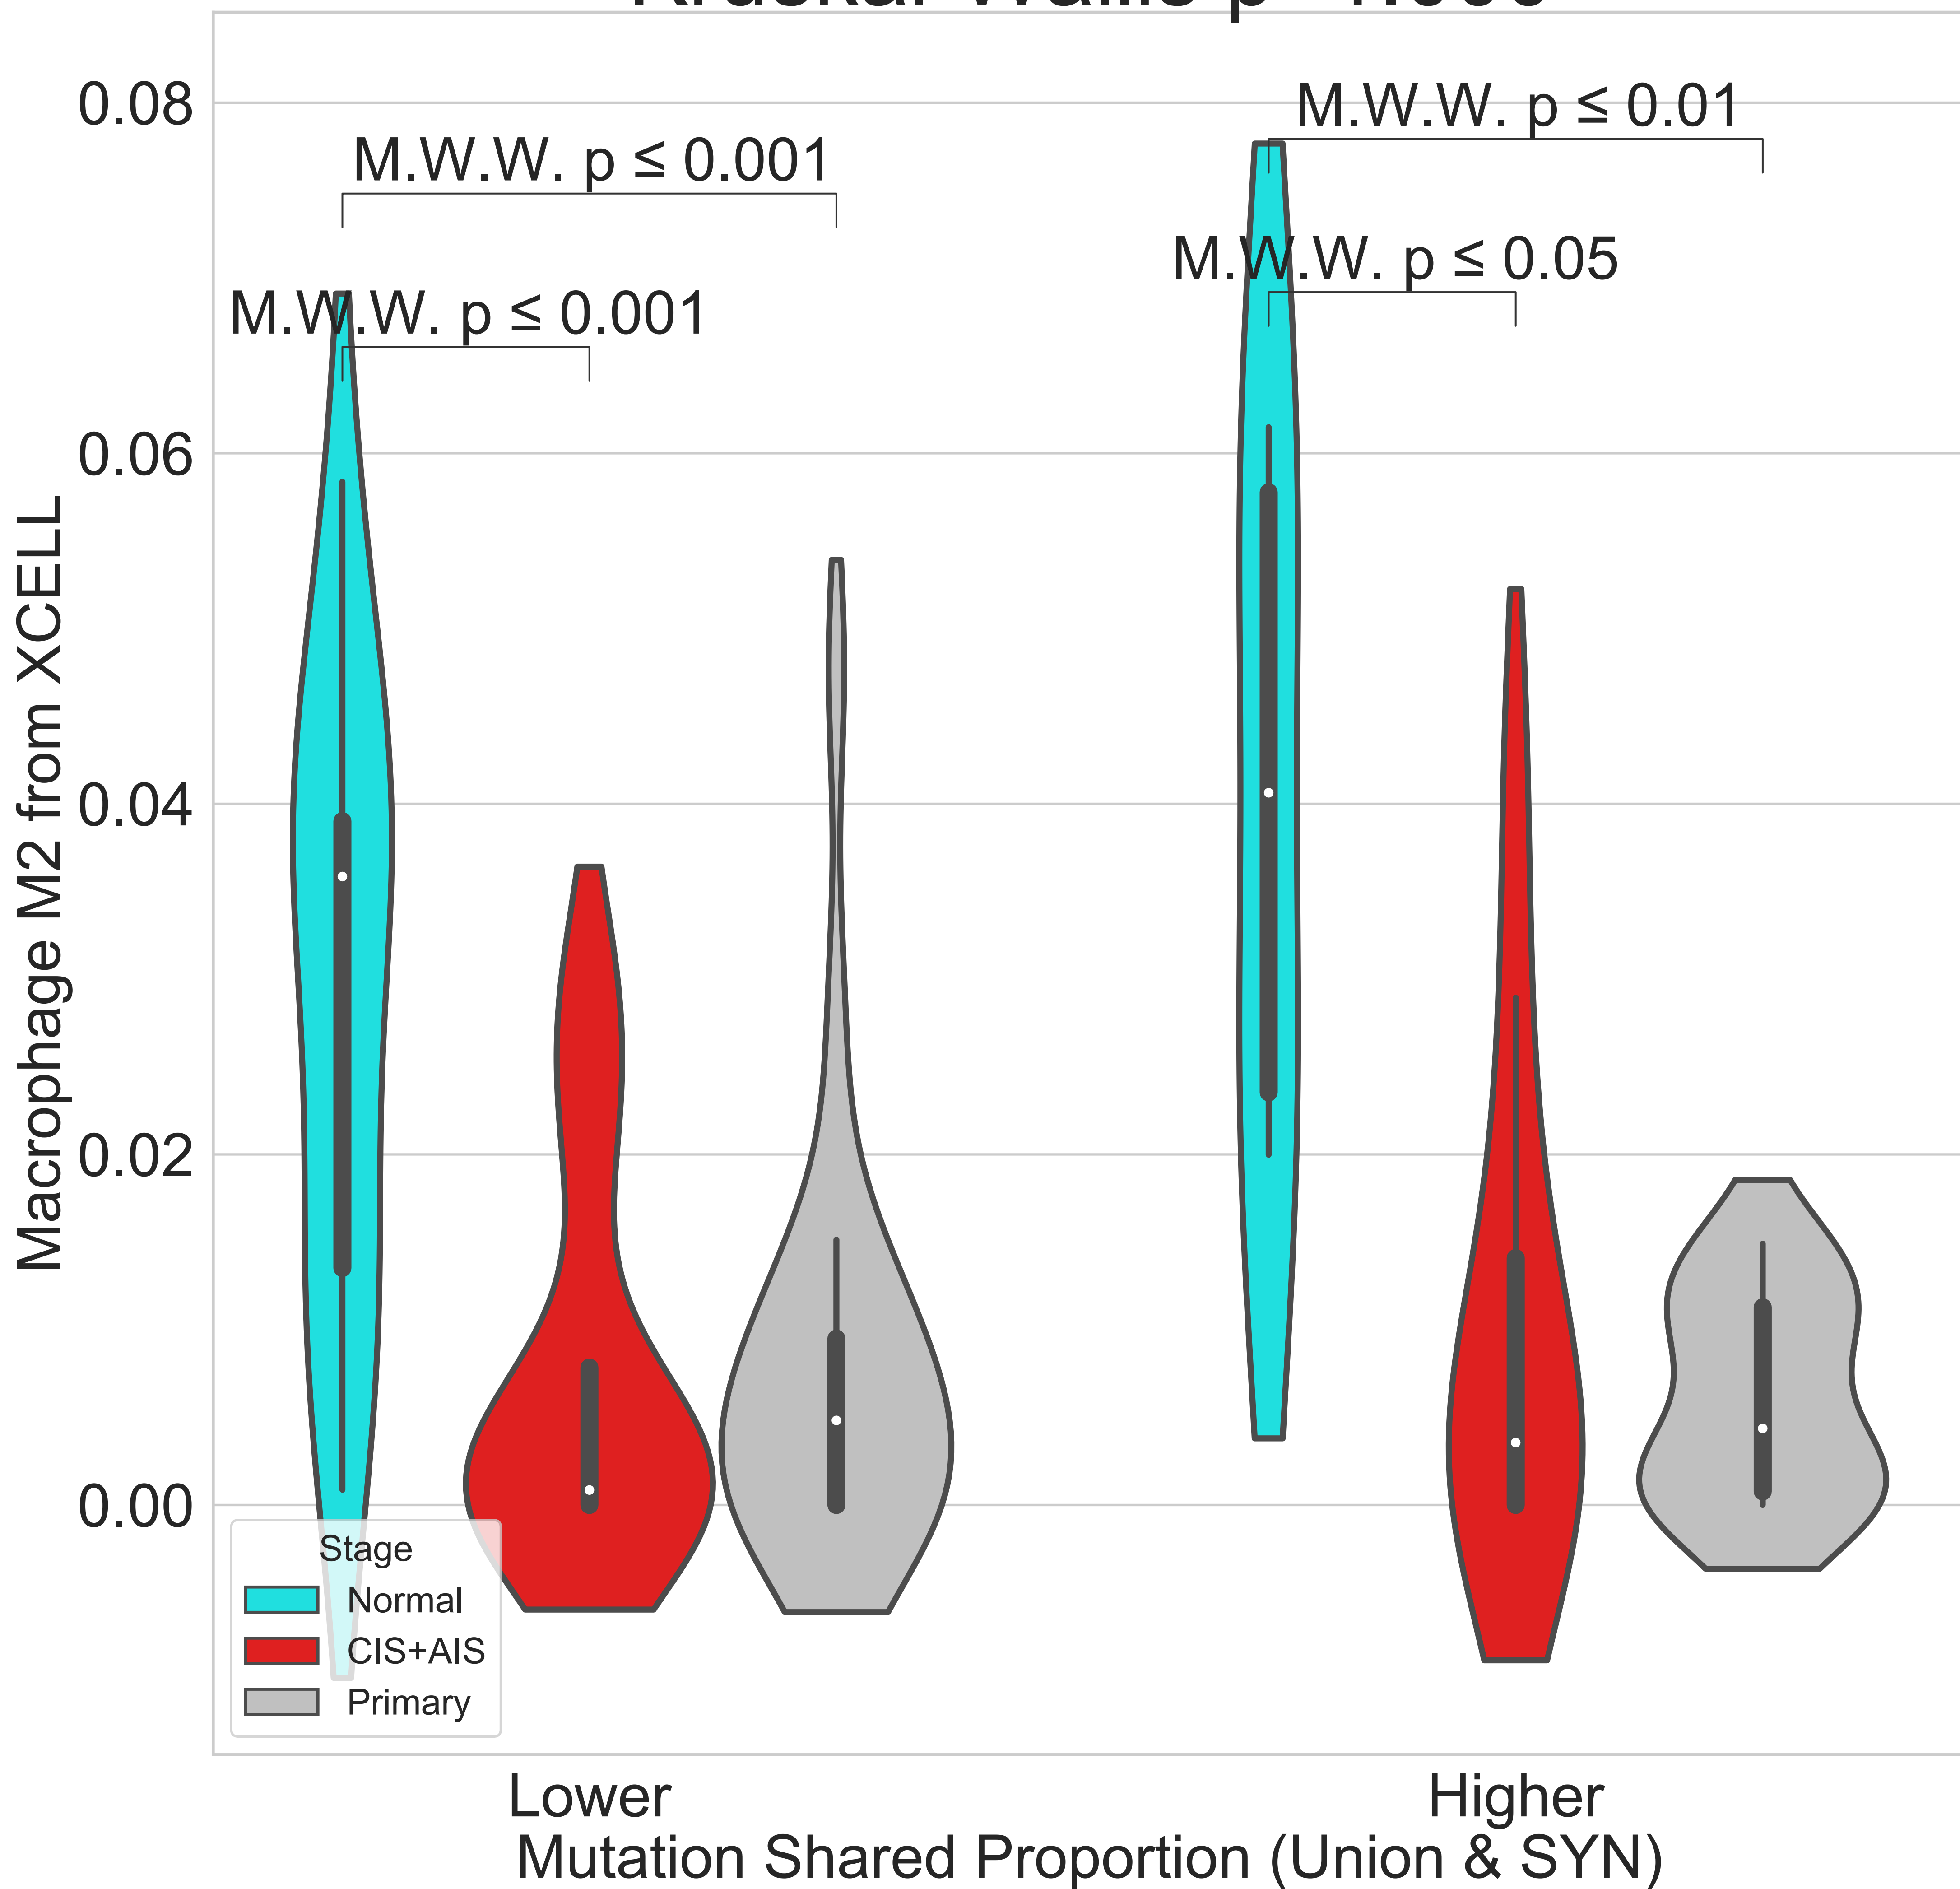 0.08
M.W.W. p ≤ 0.01
M.W.W. p ≤ 0.001
M.W.W. p ≤ 0.05
M.W.W. p ≤ 0.001
0.06
0.04
0.02
0.00
Macrophage M2 from XCELL
Stage
Normal
CIS+AIS
Primary
Lower
Higher
Mutation Shared Proportion (Union & SYN)